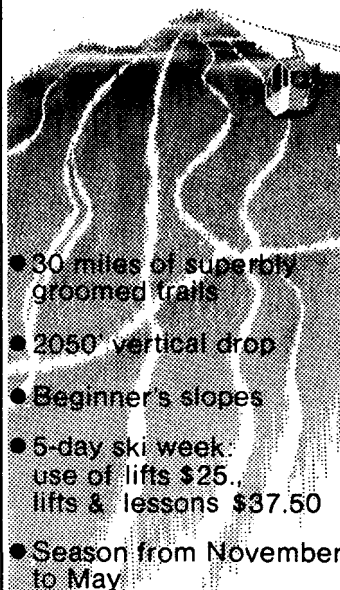 ● 30 miles of superbly
groomed trails
● 2050' vertical drop
● Beginner's slopes
● 5-day ski week:
use of lifts $25.,
lifts & lessons $37.50
● Season from November
to May